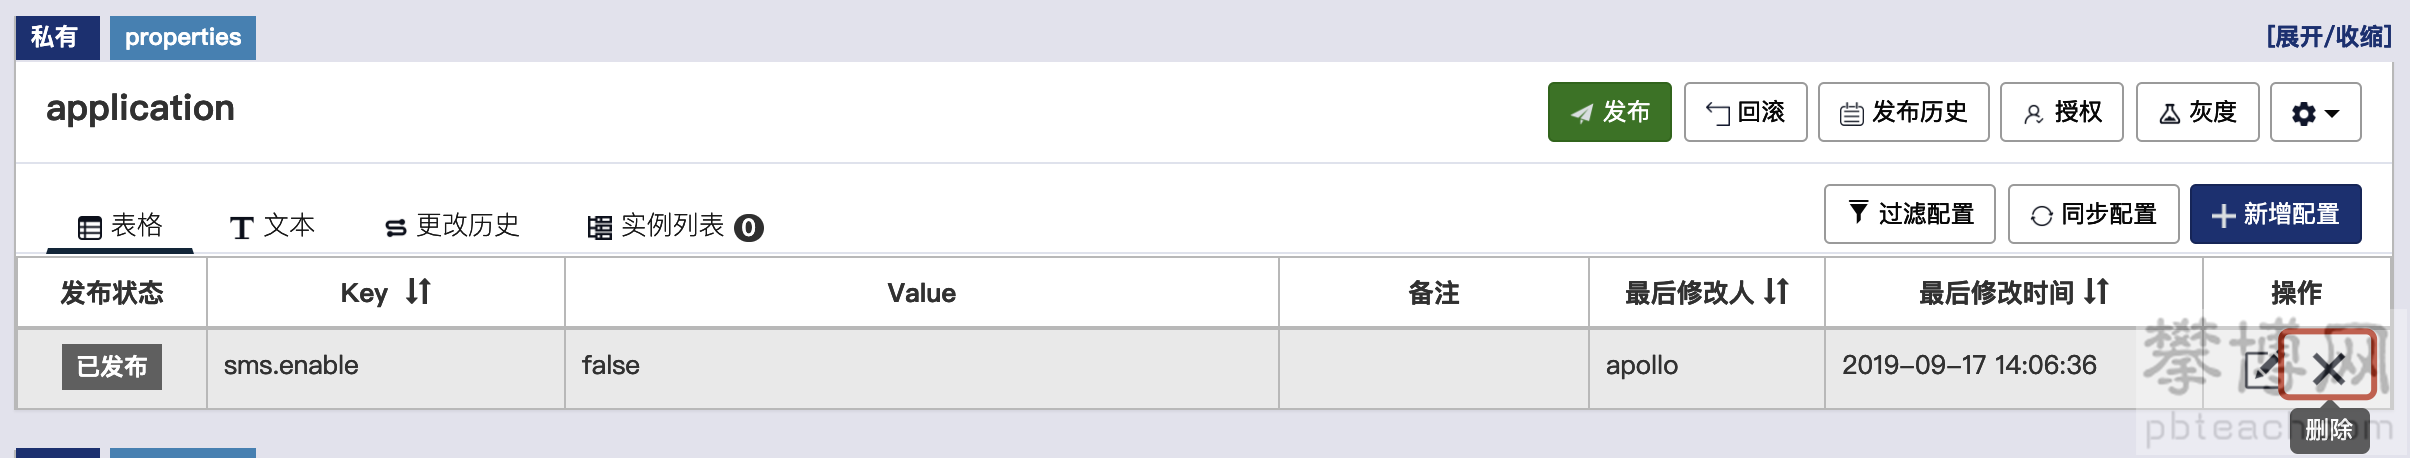 私有 properties [展开/收缩]
application 发布 回滚 发布历史 授权 灰度
表格 文本 更改历史 实例列表 0 过滤配置 同步配置 新增配置
发布状态 Key Value 备注 最后修改人 最后修改时间 操作
已发布 sms.enable false apollo 2019-09-17 14:06:36
攀博网
删除